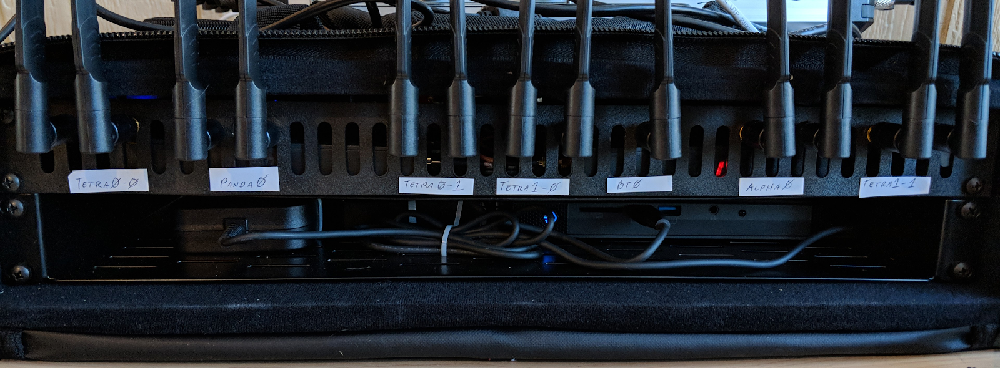 TETRA0-0
PANDA0
TETRA0-1
TETRA1-0
BT0
ALPHA0
TETRA1-1